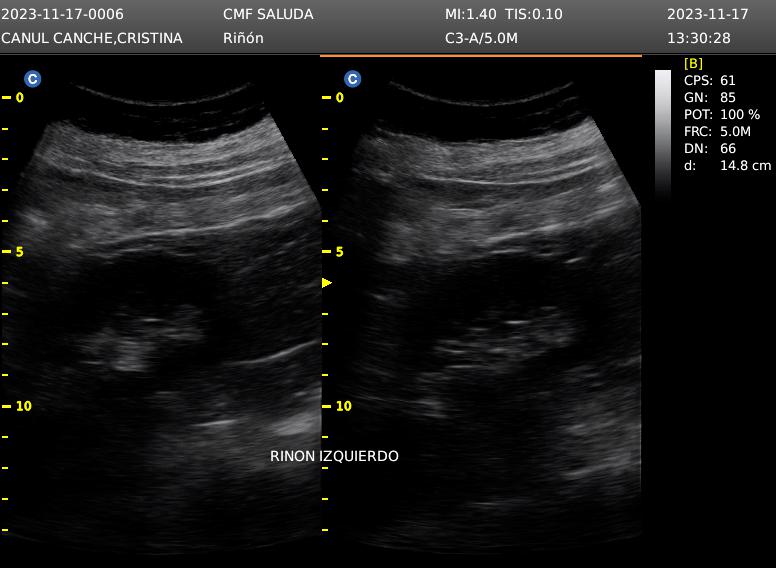 2023-11-17-0006 CMF SALUDA MI:1.40 TIS:0.10 2023-11-17
CANUL CANCHE,CRISTINA Riñón C3-A/5.0M 13:30:28
C C
[B]
CPS: 61
GN: 85
POT: 100 %
FRC: 5.0M
DN: 66
d: 14.8 cm
0 0
5 5
10 10
RINON IZQUIERDO